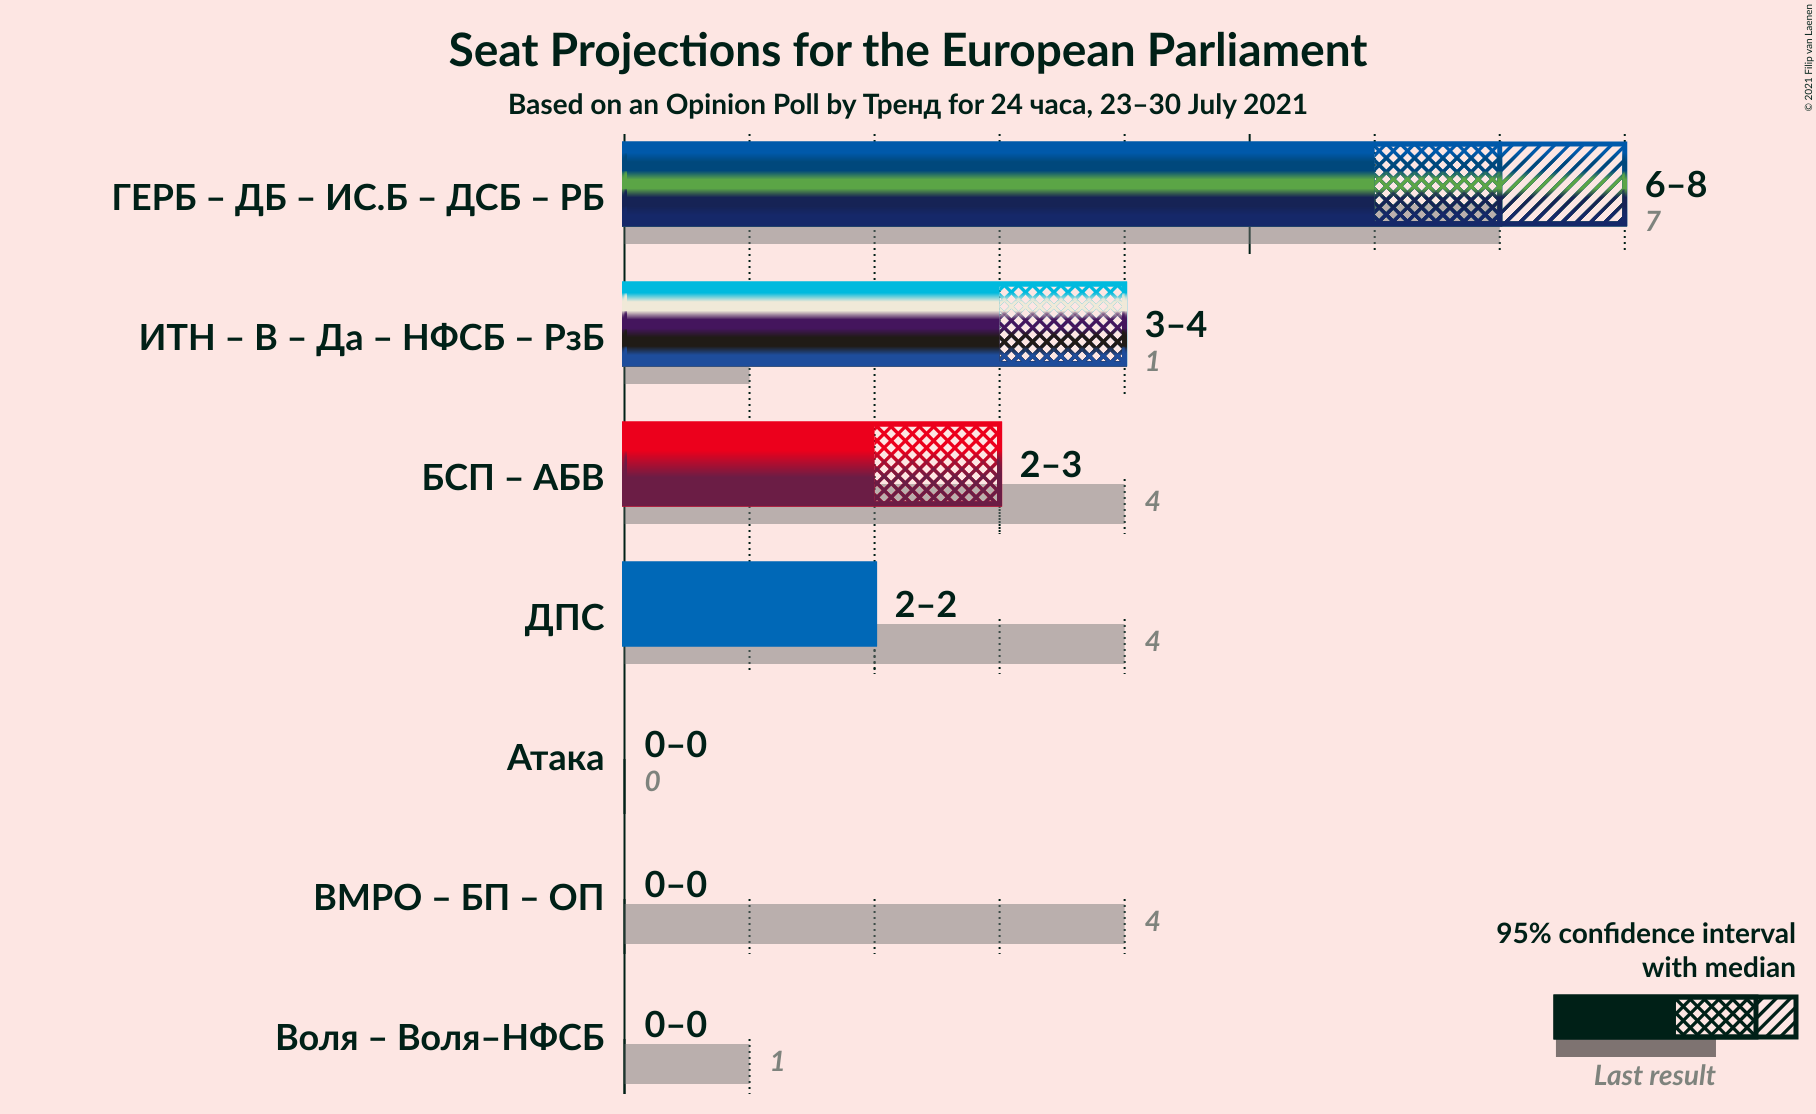 Seat Projections for the European Parliament
Based on an Opinion Poll by Тренд for 24 часа, 23–30 July 2021
© 2021 Filip van Laenen
ГЕРБ – ДБ – ИС.Б – ДСБ – РБ
6–8
7
ИТН – В – Да – НФСБ – РзБ
3–4
1
БСП – АБВ
2–3
4
ДПС
2–2
4
Атака
0–0
0
ВМРО – БП – ОП
0–0
4
Воля – Воля–НФСБ
0–0
1
95% confidence interval
with median
Last result